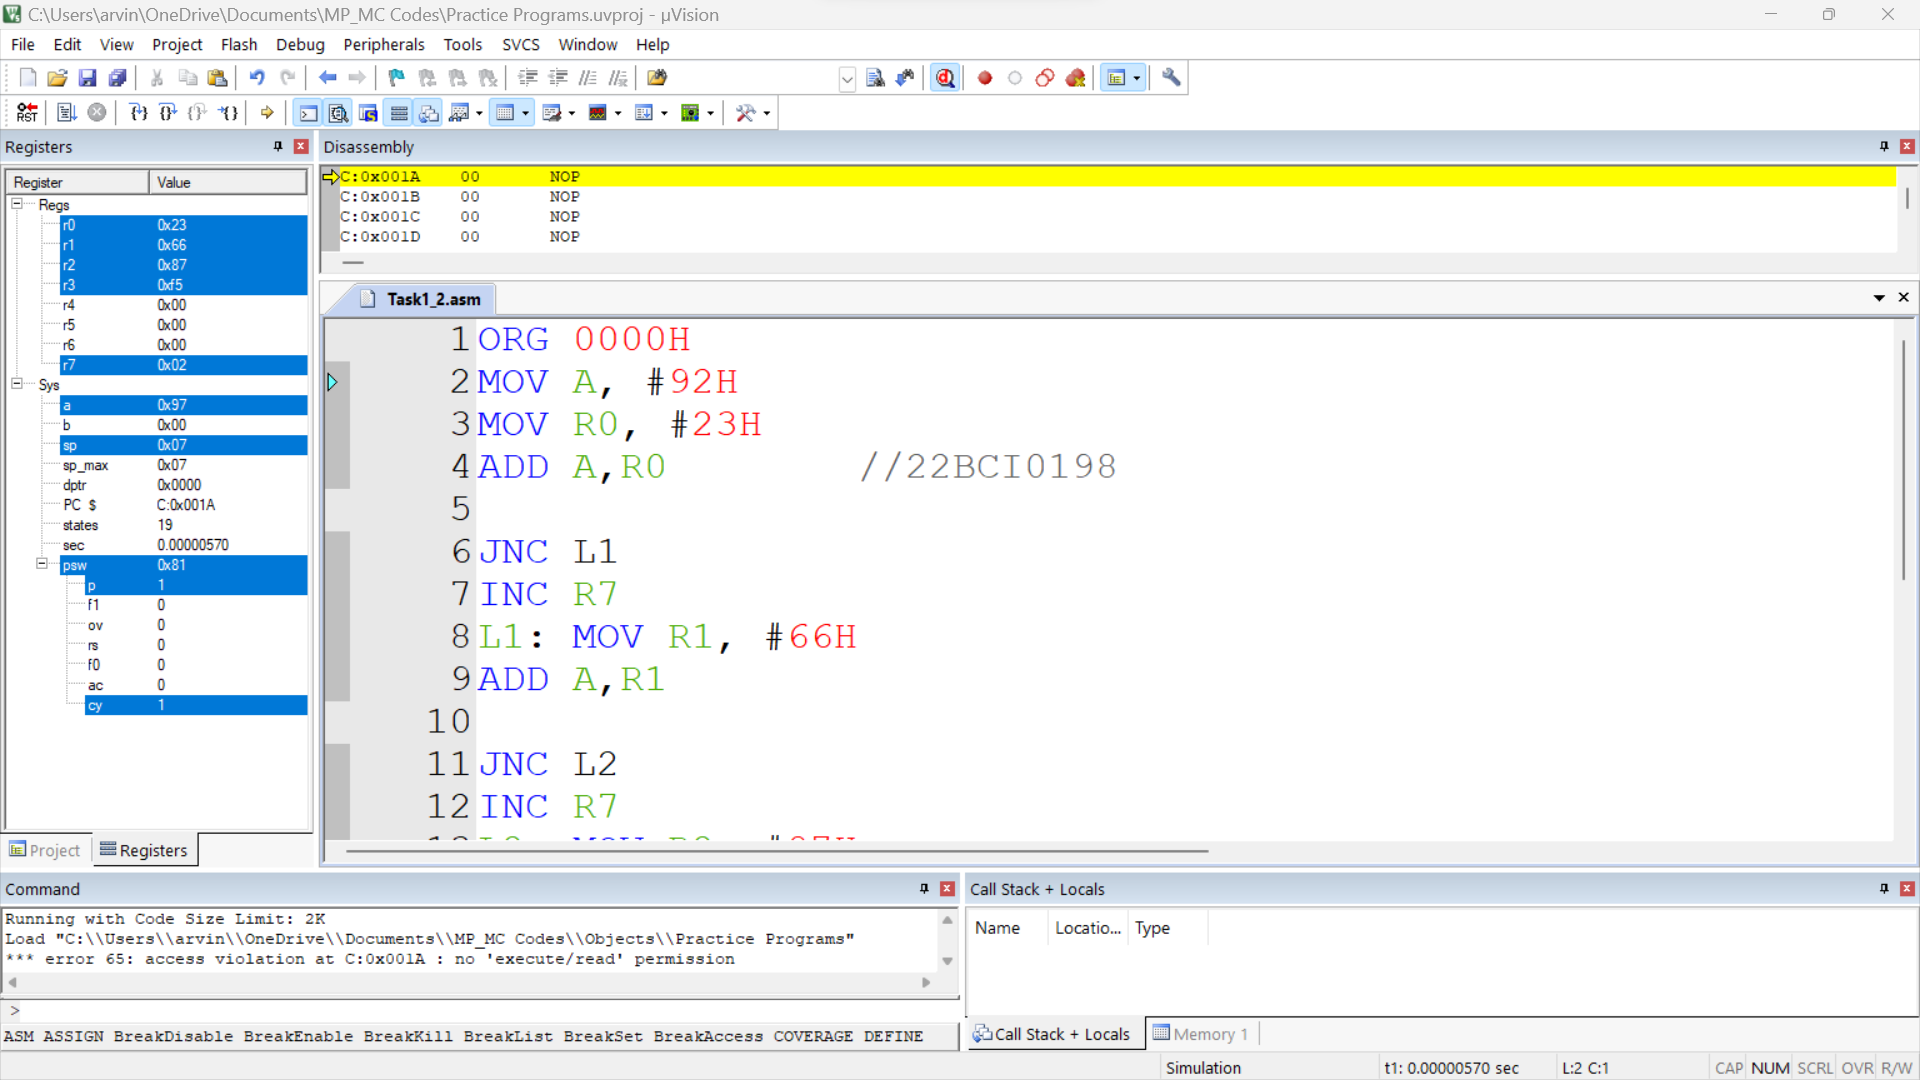 C:\Users\arvin\OneDrive\Documents\MP_MC Codes\Practice Programs.uvproj - µVision
File Edit View Project Flash Debug Peripherals Tools SVCS Window Help
RST
Registers
Register Value
Regs
r0 0x23
r1 0x66
r2 0x87
r3 0xf5
r4 0x00
r5 0x00
r6 0x00
r7 0x02
Sys
a 0x97
b 0x00
sp 0x07
sp_max 0x07
dptr 0x0000
PC $ C:0x001A
states 19
sec 0.00000570
psw 0x81
p 1
f1 0
ov 0
rs 0
f0 0
ac 0
cy 1
Project Registers
Disassembly
C:0x001A 00 NOP
C:0x001B 00 NOP
C:0x001C 00 NOP
C:0x001D 00 NOP
Task1_2.asm
1 ORG 0000H
2 MOV A, #92H
3 MOV R0, #23H
4 ADD A,R0 //22BCI0198
5
6 JNC L1
7 INC R7
8 L1: MOV R1, #66H
9 ADD A,R1
10
11 JNC L2
12 INC R7
Command
Running with Code Size Limit: 2K
Load "C:\\Users\\arvin\\OneDrive\\Documents\\MP_MC Codes\\Objects\\Practice Programs"
*** error 65: access violation at C:0x001A : no 'execute/read' permission
>
ASM ASSIGN BreakDisable BreakEnable BreakKill BreakList BreakSet BreakAccess COVERAGE DEFINE
Call Stack + Locals
Name Locatio... Type
Call Stack + Locals Memory 1
Simulation t1: 0.00000570 sec L:2 C:1 CAP NUM SCRL OVR R/W